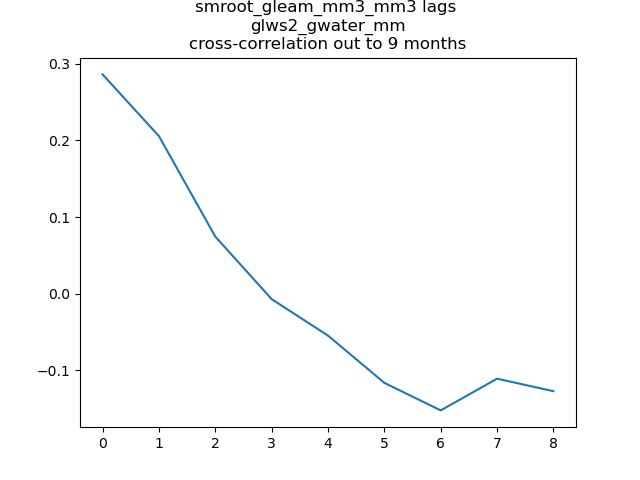 smroot_gleam_mm3_mm3 lags
glws2_gwater_mm
cross-correlation out to 9 months
0.3
0.2
0.1
0.0
−0.1
0 1 2 3 4 5 6 7 8